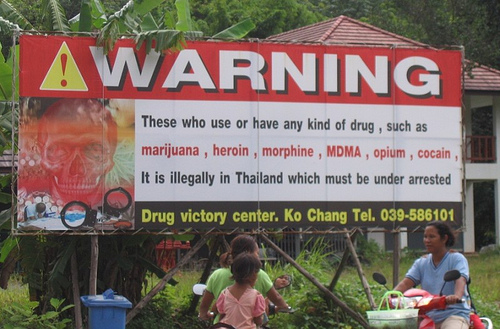 WARNING
These who use or have any kind of drug , such as
marijuana , heroin , morphine , MDMA , opium , cocain ,
It is illegally in Thailand which must be under arrested
Drug victory center. Ko Chang Tel. 039-586101